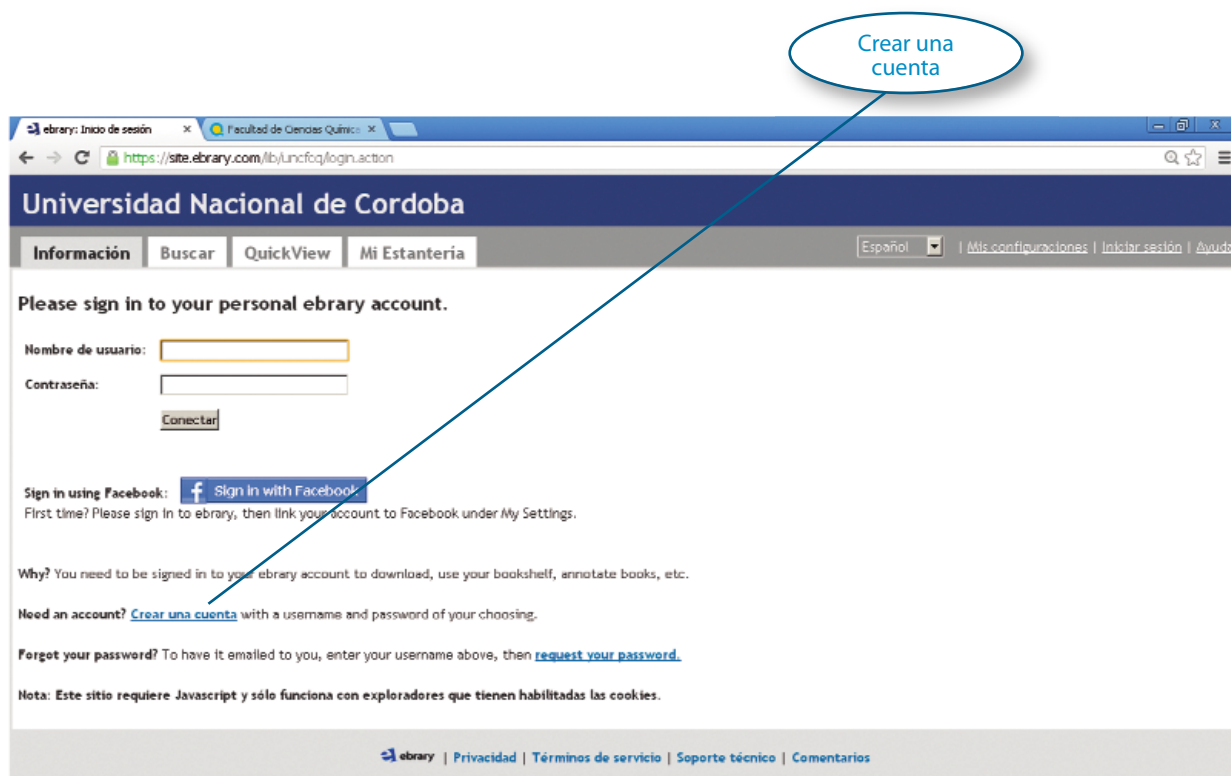 Crear una
cuenta
ebrary: Inicio de sesión
Facultad de Ciencias Químic
https://site.ebrary.com/lib/uncfcq/login.action
Universidad Nacional de Cordoba
Información Buscar QuickView Mi Estantería
Español | Mis configuraciones | Iniciar sesión | Ayuda
Please sign in to your personal ebrary account.
Nombre de usuario:
Contraseña:
Conectar
Sign in using Facebook: f Sign in with Facebook
First time? Please sign in to ebrary, then link your account to Facebook under My Settings.
Why? You need to be signed in to your ebrary account to download, use your bookshelf, annotate books, etc.
Need an account? Crear una cuenta with a username and password of your choosing.
Forgot your password? To have it emailed to you, enter your username above, then request your password.
Nota: Este sitio requiere Javascript y sólo funciona con exploradores que tienen habilitadas las cookies.
ebrary | Privacidad | Términos de servicio | Soporte técnico | Comentarios